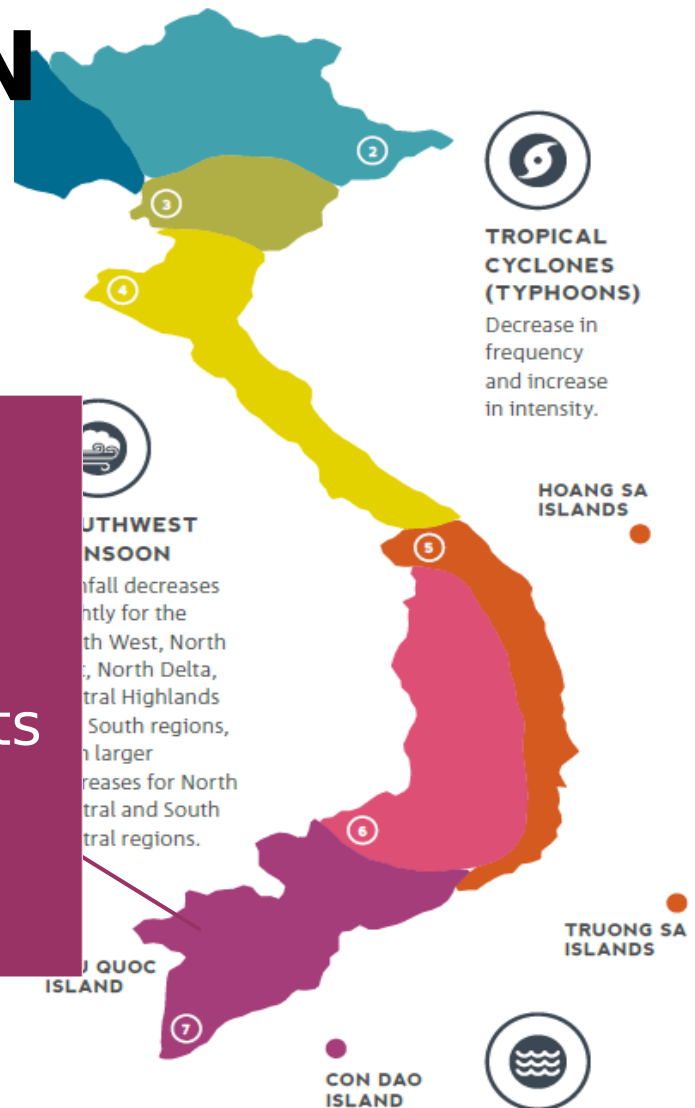 N
2
3
TROPICAL
CYCLONES
(TYPHOONS)
Decrease in
frequency
and increase
in intensity.
4
HOANG SA
ISLANDS
UTHWEST
NSOON
nfall decreases
htly for the
th West, North
, North Delta,
tral Highlands
South regions,
larger
reases for North
tral and South
tral regions.
ts
5
6
7
TRUONG SA
ISLANDS
U QUOC
ISLAND
CON DAO
ISLAND